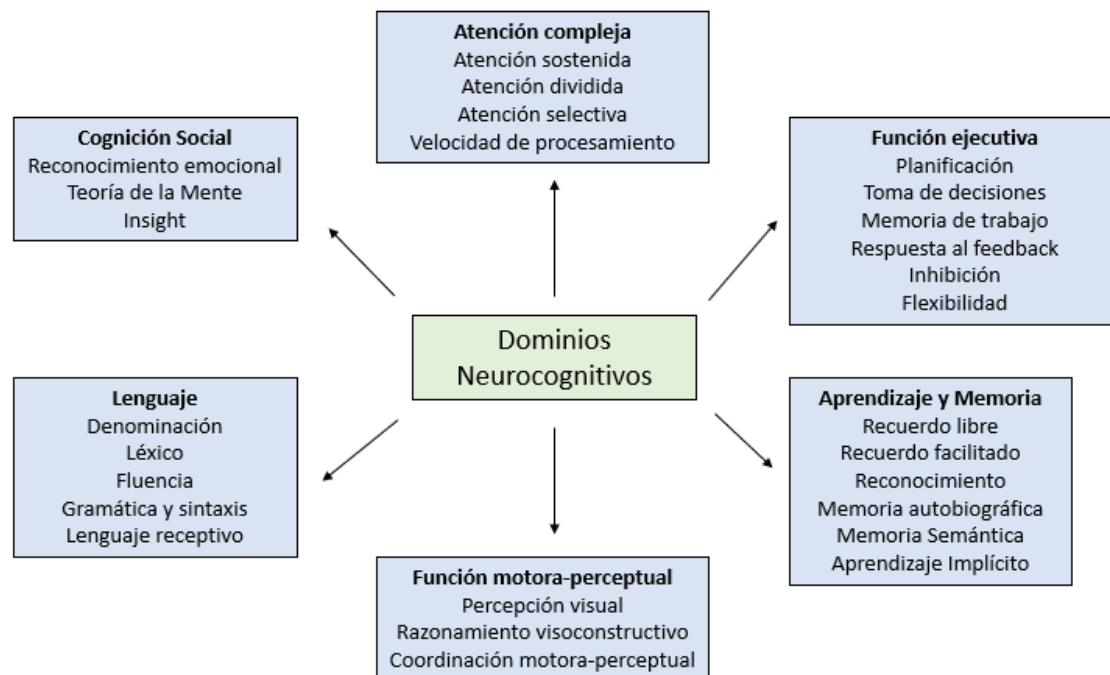 Atención compleja
Atención sostenida
Atención dividida
Atención selectiva
Velocidad de procesamiento
Cognición Social
Reconocimiento emocional
Teoría de la Mente
Insight
Función ejecutiva
Planificación
Toma de decisiones
Memoria de trabajo
Respuesta al feedback
Inhibición
Flexibilidad
Dominios
Neurocognitivos
Lenguaje
Denominación
Léxico
Fluencia
Gramática y sintaxis
Lenguaje receptivo
Aprendizaje y Memoria
Recuerdo libre
Recuerdo facilitado
Reconocimiento
Memoria autobiográfica
Memoria Semántica
Aprendizaje Implícito
Función motora-perceptual
Percepción visual
Razonamiento visoconstructivo
Coordinación motora-perceptual